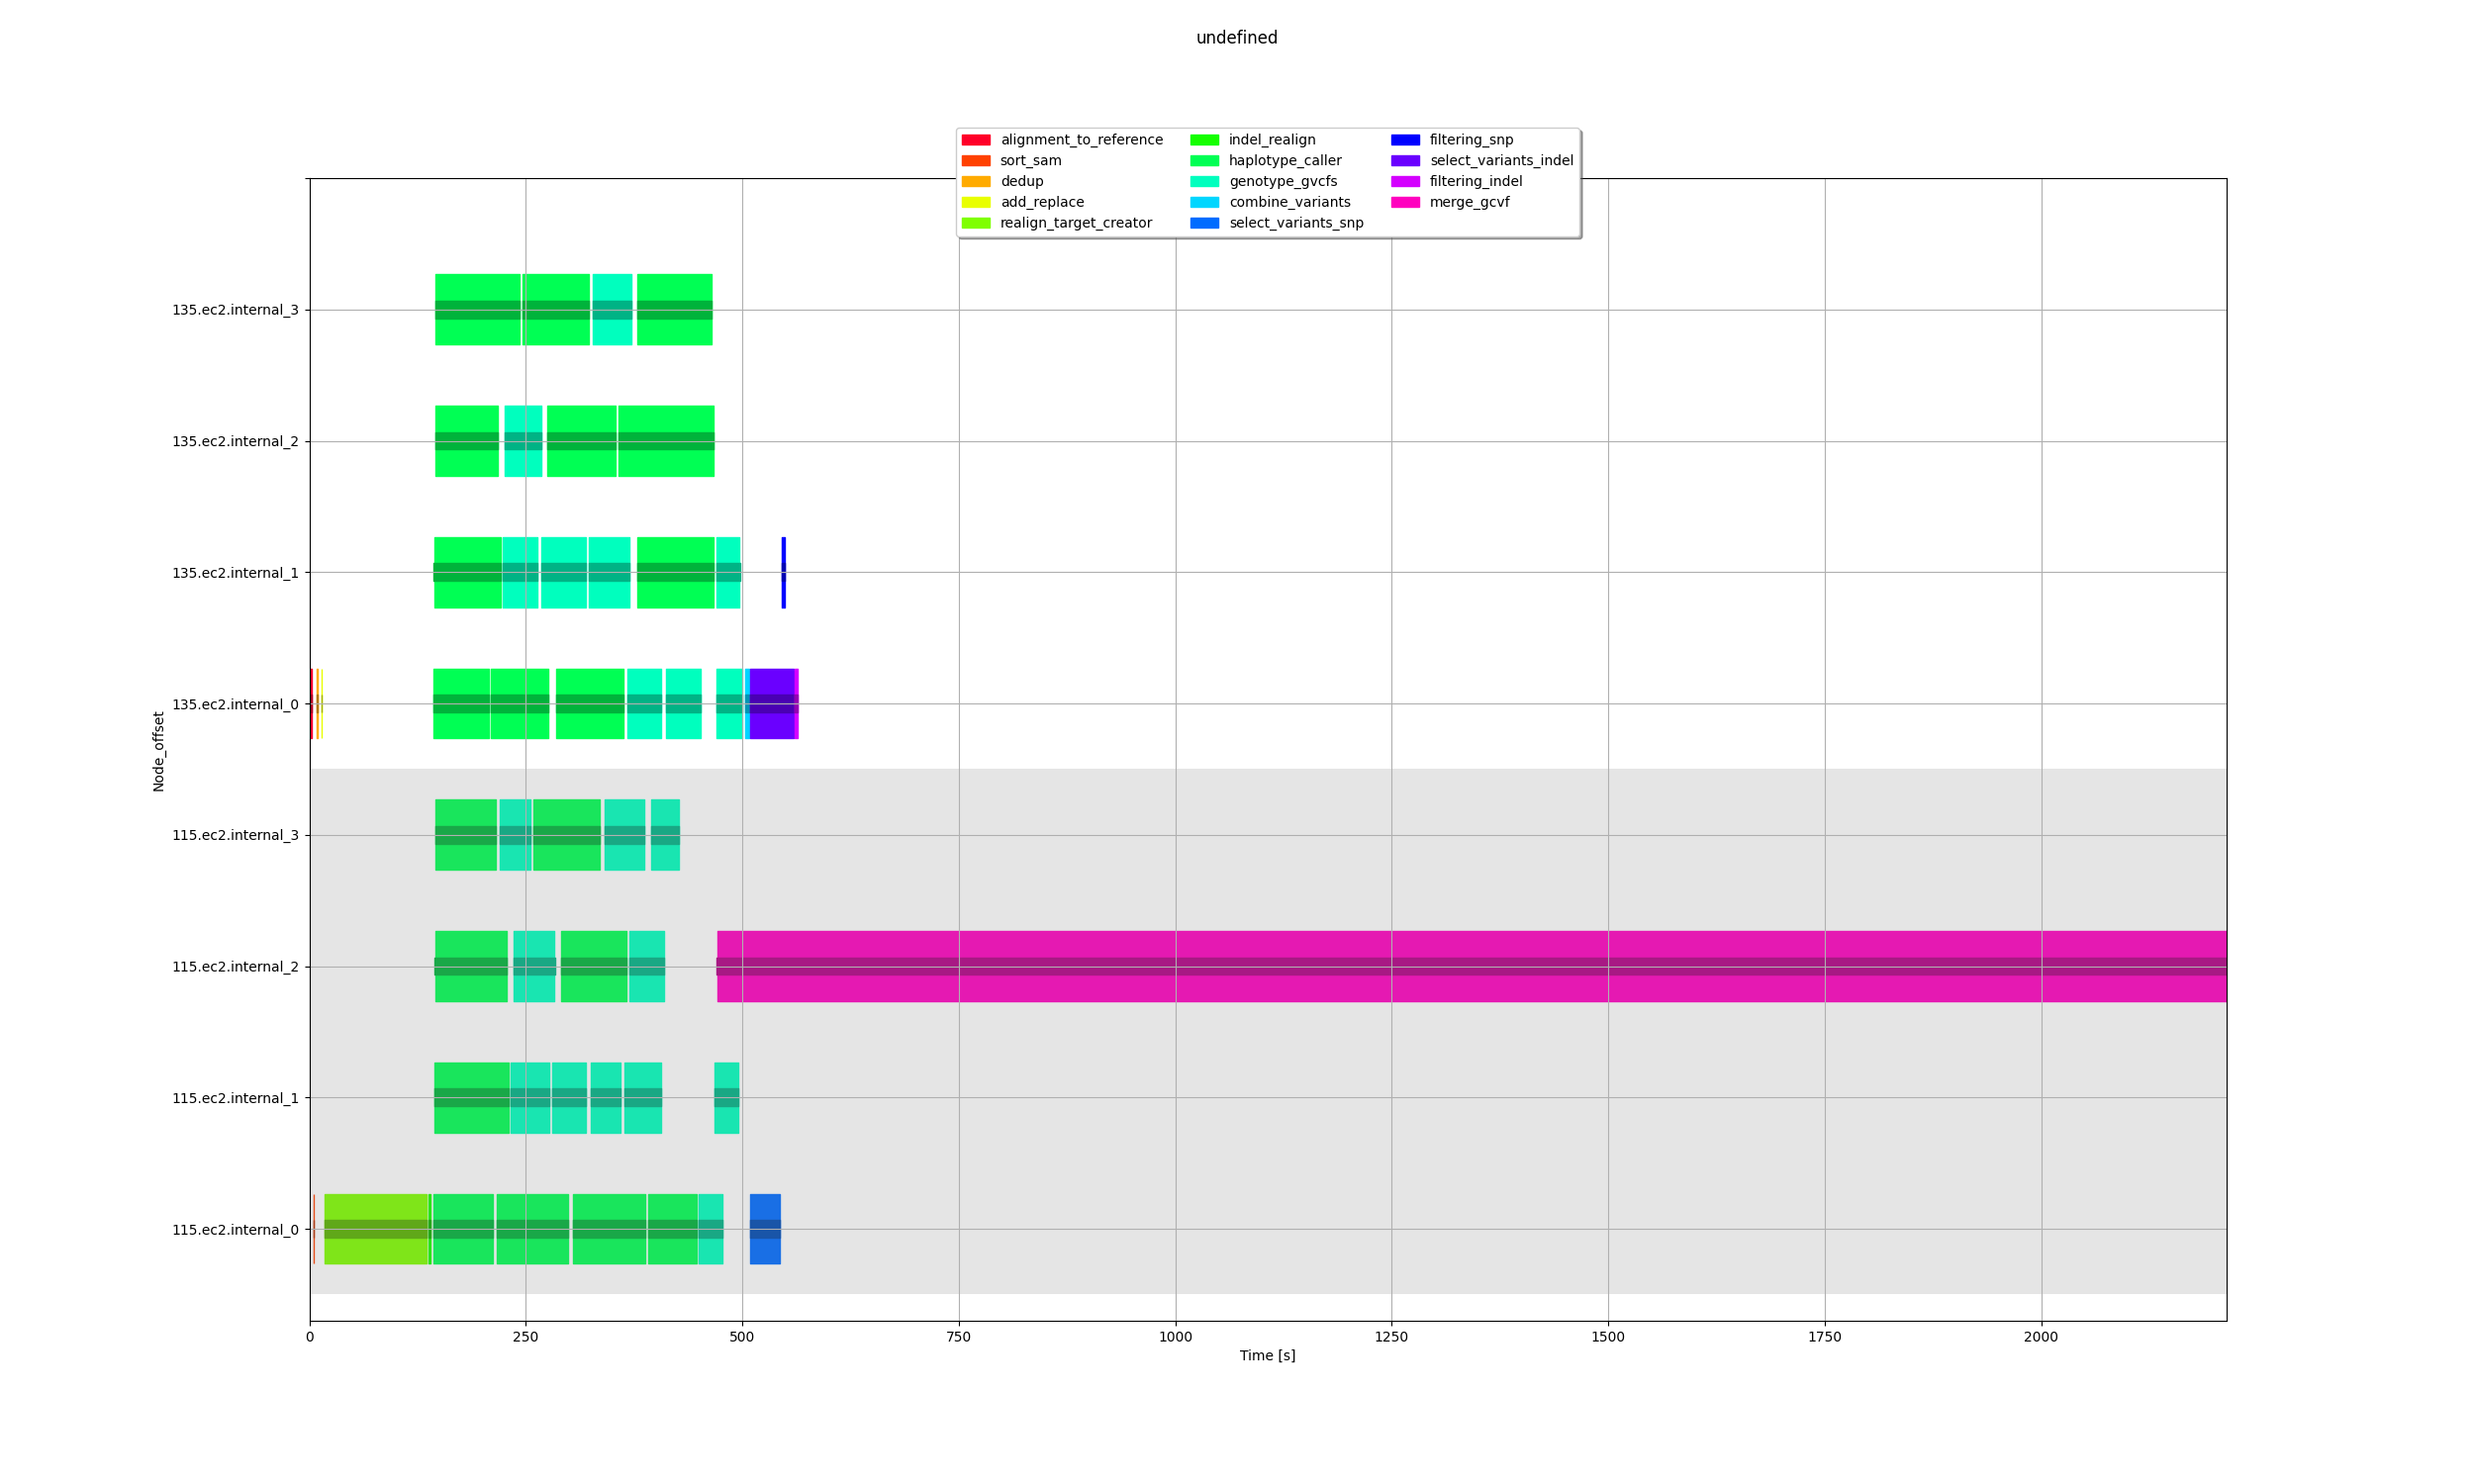 undefined
alignment_to_reference
sort_sam
dedup
add_replace
realign_target_creator
indel_realign
haplotype_caller
genotype_gvcfs
combine_variants
select_variants_snp
filtering_snp
select_variants_indel
filtering_indel
merge_gcvf
135.ec2.internal_3
135.ec2.internal_2
135.ec2.internal_1
135.ec2.internal_0
115.ec2.internal_3
115.ec2.internal_2
115.ec2.internal_1
115.ec2.internal_0
Node_offset
0 250 500 750 1000 1250 1500 1750 2000
Time [s]